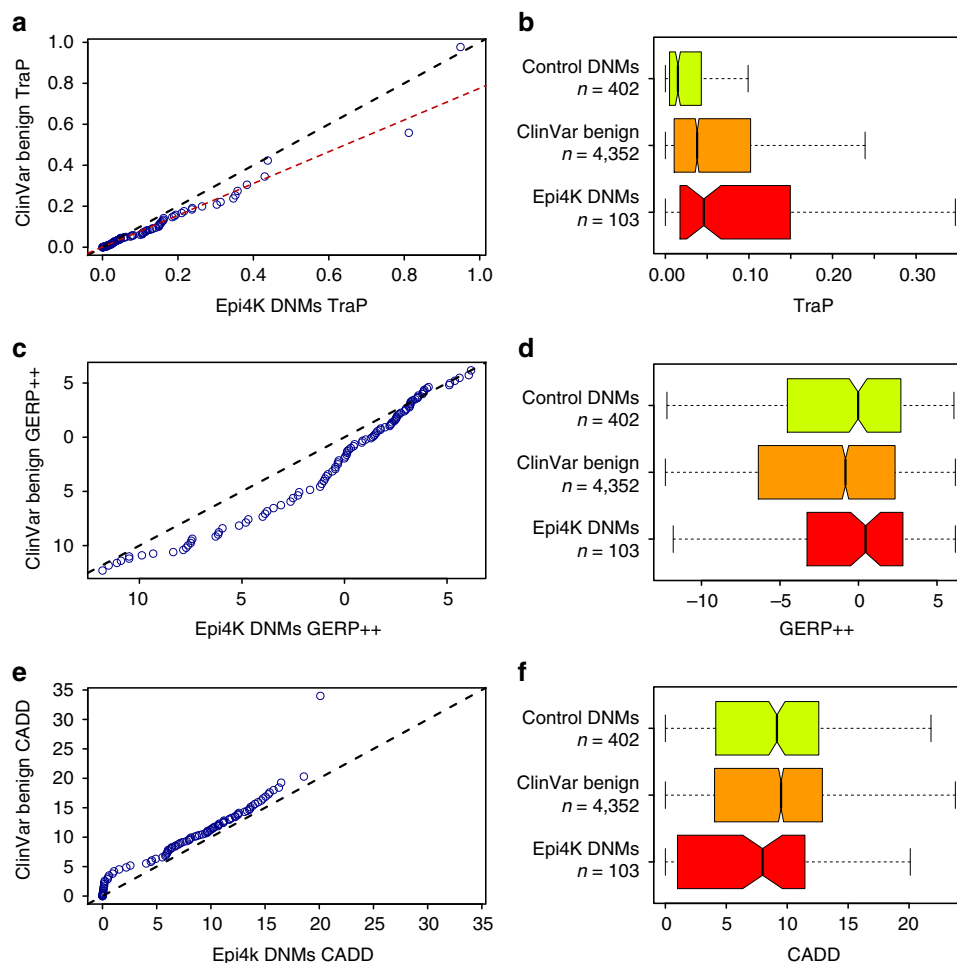 a
ClinVar benign TraP
1.0
0.8
0.6
0.4
0.2
0.0
0.0 0.2 0.4 0.6 0.8 1.0
Epi4K DNMs TraP
b
Control DNMs
n = 402
ClinVar benign
n = 4,352
Epi4K DNMs
n = 103
0.00 0.10 0.20 0.30
TraP
c
ClinVar benign GERP++
5
0
5
10
10 5 0 5
Epi4K DNMs GERP++
d
Control DNMs
n = 402
ClinVar benign
n = 4,352
Epi4K DNMs
n = 103
−10 −5 0 5
GERP++
e
ClinVar benign CADD
35
30
25
20
15
10
5
0
0 5 10 15 20 25 30 35
Epi4k DNMs CADD
f
Control DNMs
n = 402
ClinVar benign
n = 4,352
Epi4K DNMs
n = 103
0 5 10 15 20
CADD